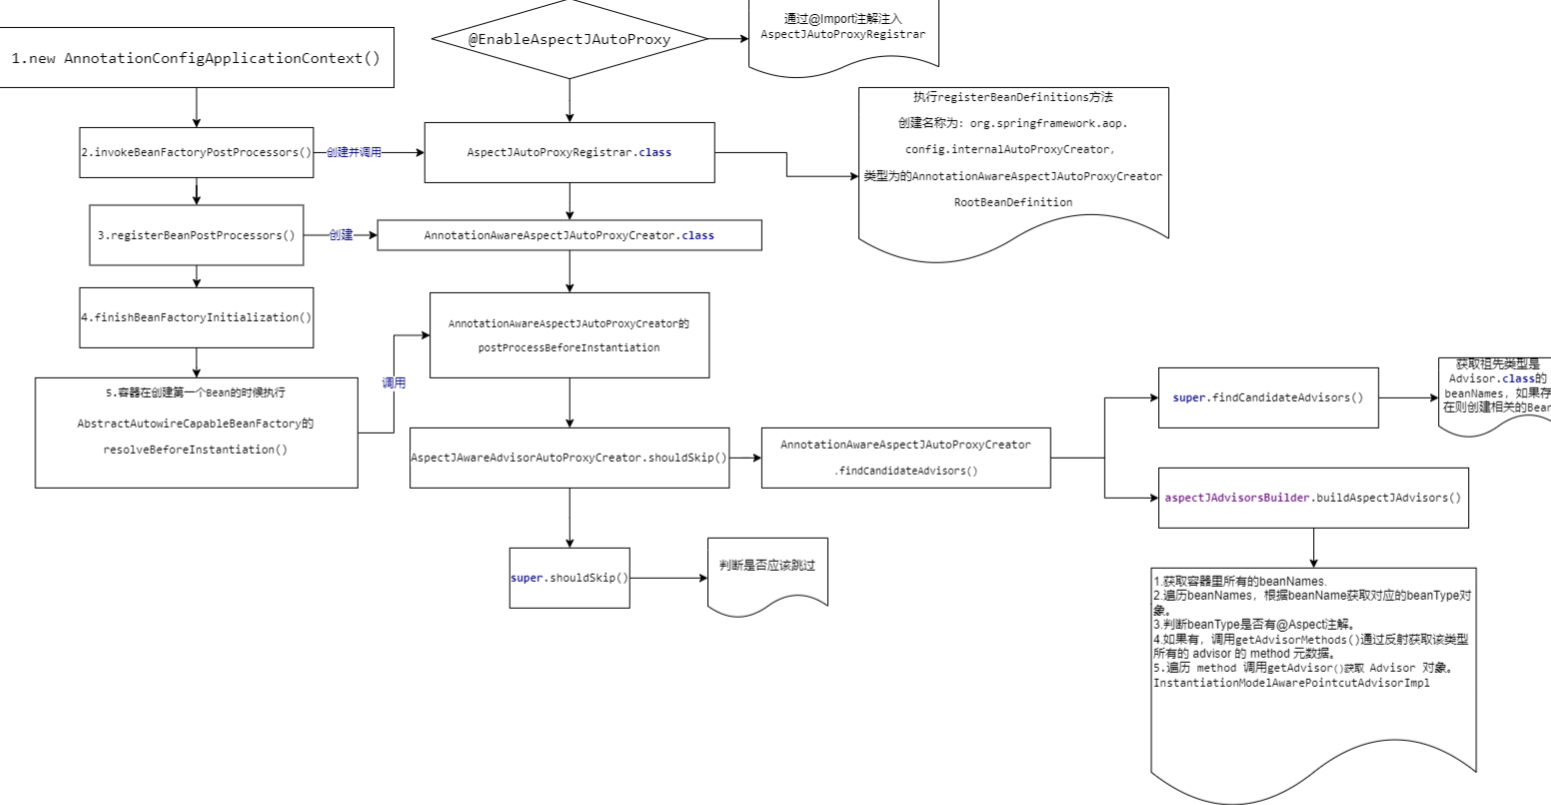 1.new AnnotationConfigApplicationContext()
@EnableAspectJAutoProxy
通过@Import注解注入
AspectJAutoProxyRegistrar
2.invokeBeanFactoryPostProcessors()
创建并调用
AspectJAutoProxyRegistrar.class
执行registerBeanDefinitions方法
创建名称为: org.springframework.aop.
config.internalAutoProxyCreator,
类型为的AnnotationAwareAspectJAutoProxyCreator
RootBeanDefinition
3.registerBeanPostProcessors()
创建
AnnotationAwareAspectJAutoProxyCreator.class
4.finishBeanFactoryInitialization()
AnnotationAwareAspectJAutoProxyCreator的
postProcessBeforeInstantiation
5.容器在创建第一个Bean的时候执行
AbstractAutowireCapableBeanFactory的
resolveBeforeInstantiation()
调用
AspectJAwareAdvisorAutoProxyCreator.shouldSkip()
AnnotationAwareAspectJAutoProxyCreator
.findCandidateAdvisors()
super.findCandidateAdvisors()
获取祖先类型是
Advisor.class的
beanNames, 如果存
在则创建相关的Bean
aspectJAdvisorsBuilder.buildAspectJAdvisors()
super.shouldSkip()
判断是否应该跳过
1.获取容器里所有的beanNames.
2.遍历beanNames，根据beanName获取对应的beanType对
象。
3.判断beanType是否有@Aspect注解。
4.如果有，调用getAdvisorMethods()通过反射获取该类型
所有的 advisor 的 method 元数据。
5.遍历 method 调用getAdvisor()获取 Advisor 对象。
InstantiationModelAwarePointcutAdvisorImpl